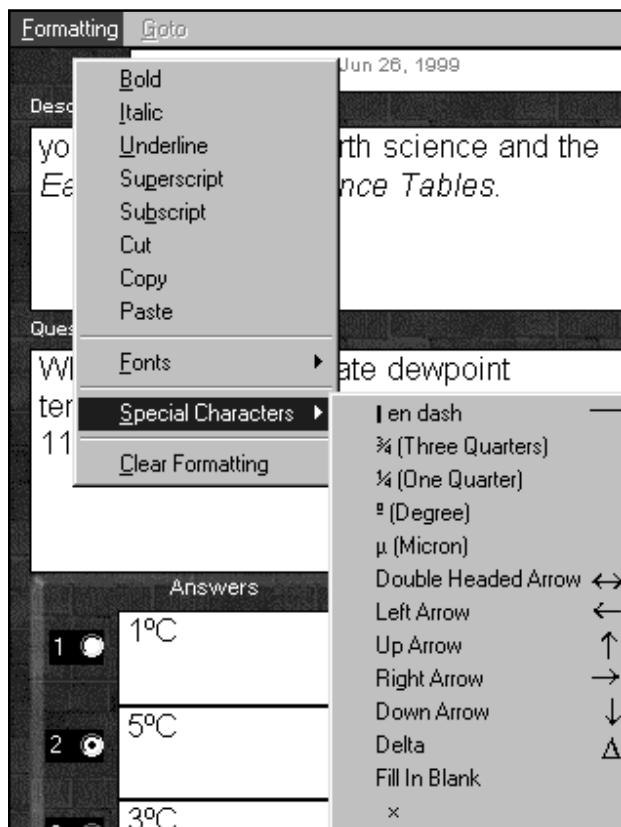 Formatting Goto
Jun 26, 1999
Bold
Italic
Underline
Superscript
Subscript
Cut
Copy
Paste
Fonts
Special Characters
Clear Formatting
Desc
yo rth science and the
Ea nce Tables.
Ques
Wh ate dewpoint
ter
11
en dash —
¾ (Three Quarters)
¼ (One Quarter)
º (Degree)
µ (Micron)
Double Headed Arrow ↔
Left Arrow ←
Up Arrow ↑
Right Arrow →
Down Arrow ↓
Delta Δ
Fill In Blank
×
Answers
1 1ºC
2 5ºC
3ºC